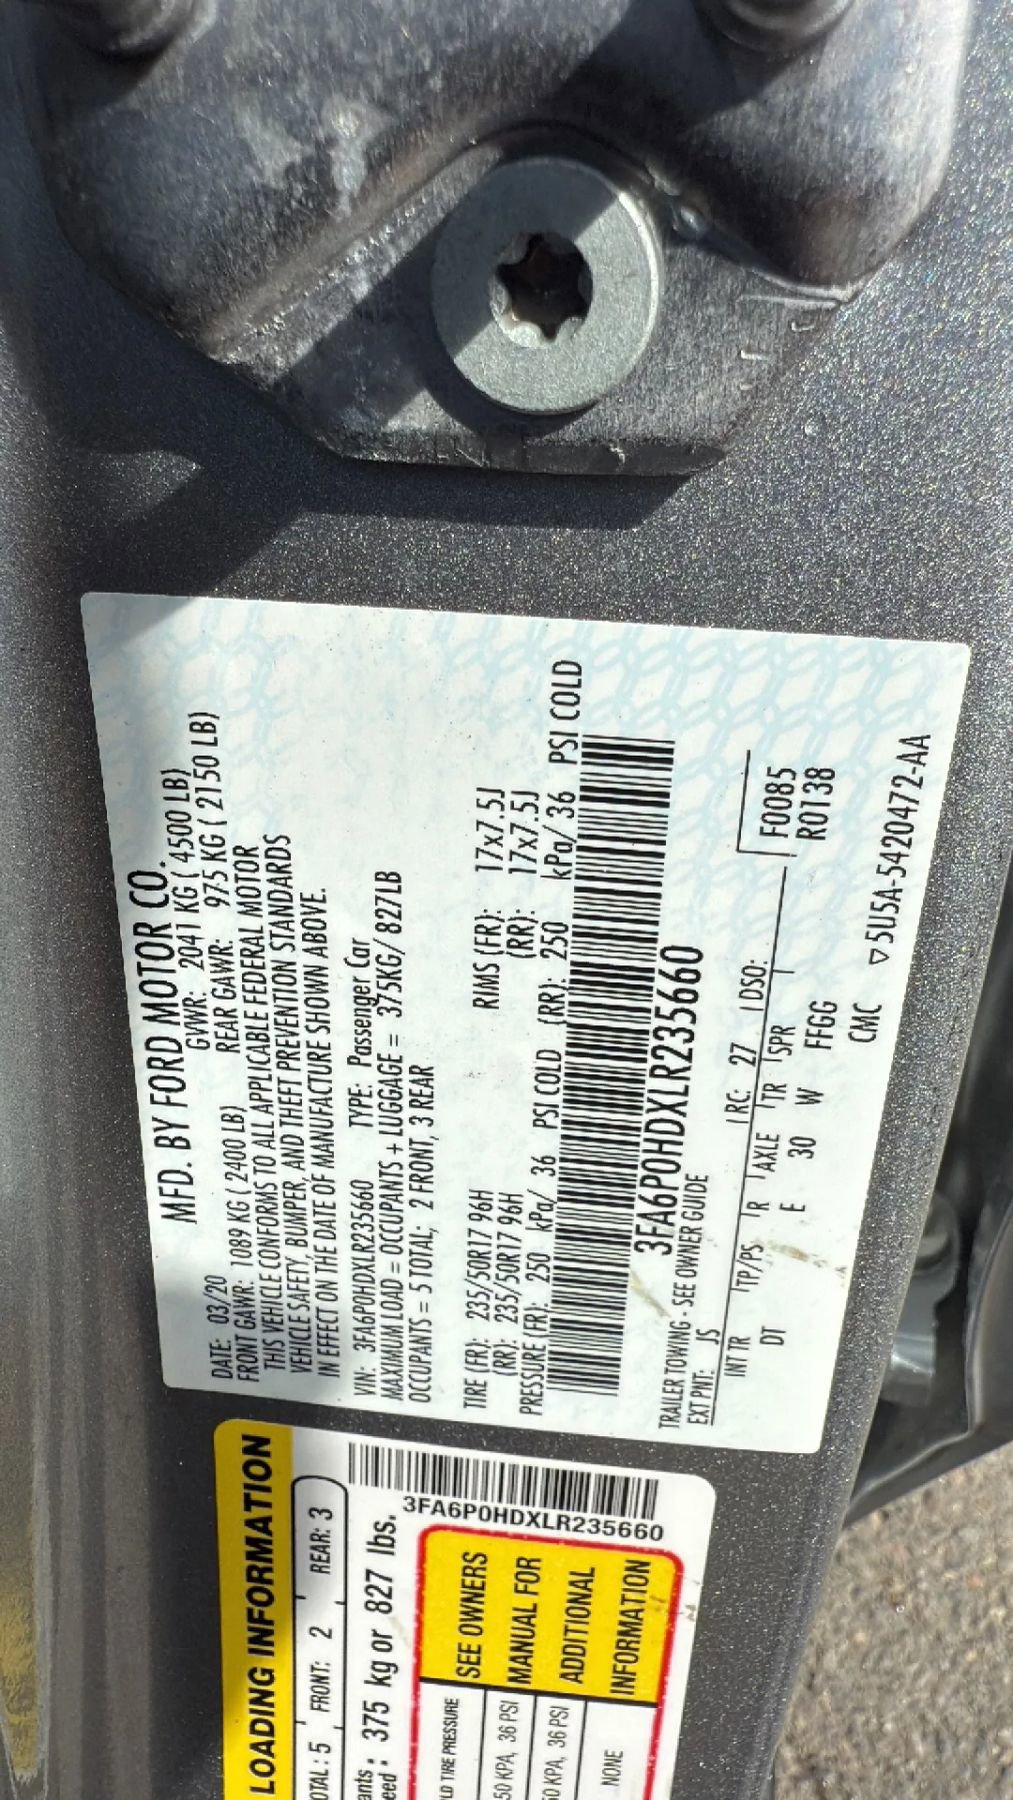 MFD. BY FORD MOTOR CO.
DATE: 03/20 GVWR: 2041 KG ( 4500 LB)
FRONT GAWR: 1089 KG ( 2400 LB) REAR GAWR: 975 KG ( 2150 LB)
THIS VEHICLE CONFORMS TO ALL APPLICABLE FEDERAL MOTOR
VEHICLE SAFETY, BUMPER, AND THEFT PREVENTION STANDARDS
IN EFFECT ON THE DATE OF MANUFACTURE SHOWN ABOVE.
VIN: 3FA6P0HDXLR235660 TYPE: Passenger Car
MAXIMUM LOAD = OCCUPANTS + LUGGAGE = 375KG/ 827LB
OCCUPANTS = 5 TOTAL; 2 FRONT, 3 REAR
TIRE (FR): 235/50R17 96H RIMS (FR): 17x7.5J
(RR): 235/50R17 96H (RR): 17x7.5J
PRESSURE (FR): 250 kPa/ 36 PSI COLD (RR): 250 kPa/ 36 PSI COLD
3FA6P0HDXLR235660
TRAILER TOWING - SEE OWNER GUIDE
EXT PNT: JS RC: 27 DSO: F0085
INT TR TP/PS R AXLE TR SPR R0138
DT E 30 W FFGG
CMC
▽5U5A-5420472-AA
LOADING INFORMATION
OTAL: 5 FRONT: 2 REAR: 3
ants
eed: 375 kg or 827 lbs.
3FA6P0HDXLR235660
LD TIRE PRESSURE
50 KPA, 36 PSI
50 KPA, 36 PSI
NONE
SEE OWNERS
MANUAL FOR
ADDITIONAL
INFORMATION